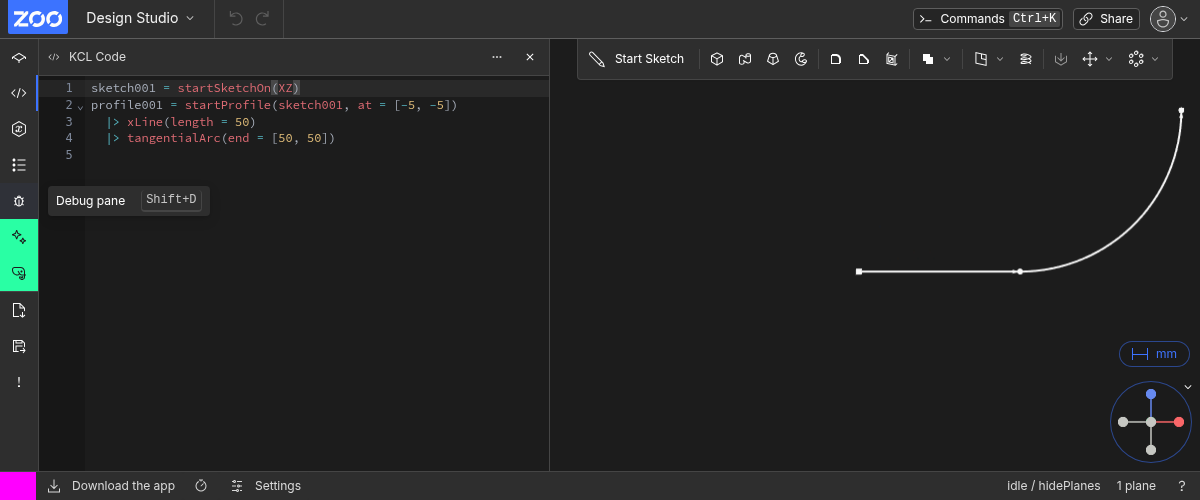 ZOO Design Studio Commands Ctrl+K Share
KCL Code
Start Sketch
1 sketch001 = startSketchOn(XZ)
2 profile001 = startProfile(sketch001, at = [-5, -5])
3 |> xLine(length = 50)
4 |> tangentialArc(end = [50, 50])
5
Debug pane Shift+D
mm
Download the app Settings idle / hidePlanes 1 plane ?